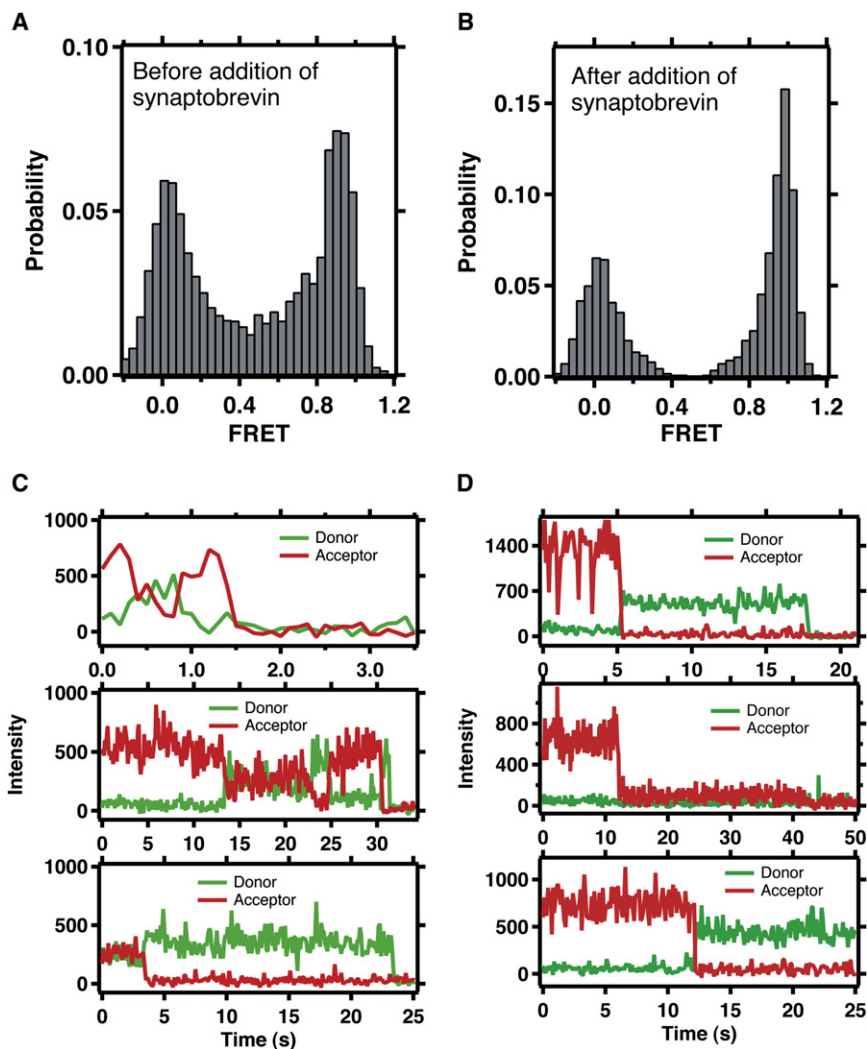 A
B
0.10
0.05
0.00
Probability
Before addition of
synaptobrevin
0.0 0.4 0.8 1.2
FRET
0.15
0.10
0.05
0.00
Probability
After addition of
synaptobrevin
0.0 0.4 0.8 1.2
FRET
C
D
1000
500
0
Donor
Acceptor
0.0 1.0 2.0 3.0
1000
500
0
Intensity
Donor
Acceptor
0 5 10 15 20 25 30
1000
500
0
Donor
Acceptor
0 5 10 15 20 25
Time (s)
1400
700
0
Donor
Acceptor
0 5 10 15 20
800
400
0
Intensity
Donor
Acceptor
0 10 20 30 40 50
1000
500
0
Donor
Acceptor
0 5 10 15 20 25
Time (s)